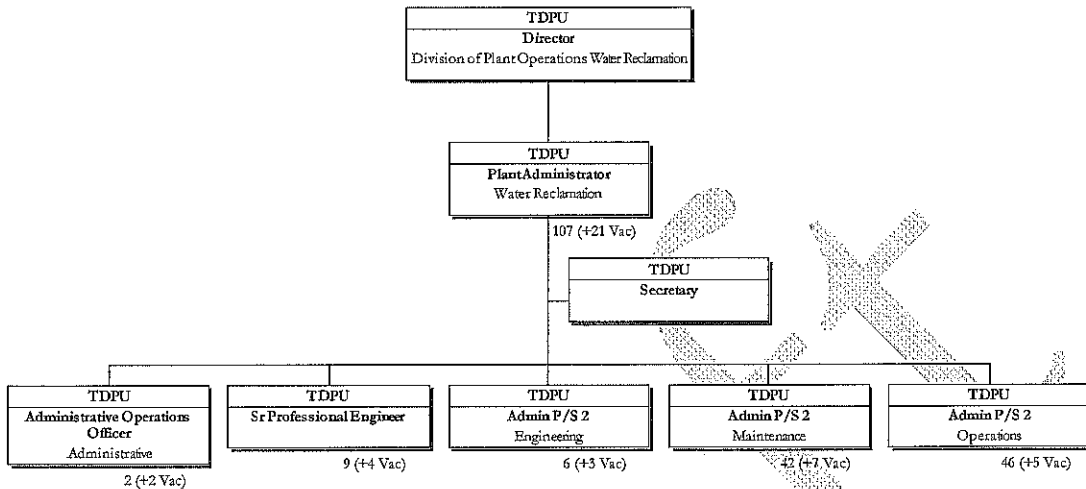 TDPU
Director
Division of Plant Operations Water Reclamation
TDPU
Plant Administrator
Water Reclamation
107 (+21 Vac)
TDPU
Secretary
TDPU
Administrative Operations
Officer
Administrative
2 (+2 Vac)
TDPU
Sr Professional Engineer
9 (+4 Vac)
TDPU
Admin P/S 2
Engineering
6 (+3 Vac)
TDPU
Admin P/S 2
Maintenance
42 (+7 Vac)
TDPU
Admin P/S 2
Operations
46 (+5 Vac)